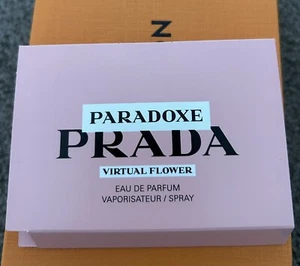 PARADOXE
PRADA
VIRTUAL FLOWER
EAU DE PARFUM
VAPORISATEUR / SPRAY